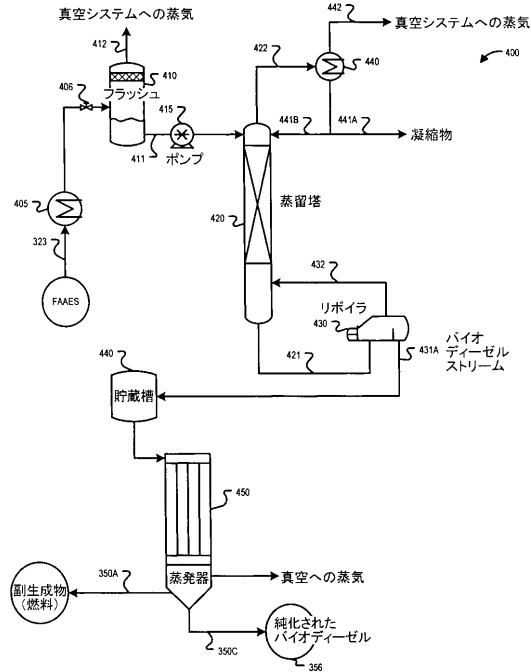 真空システムへの蒸気
442
真空システムへの蒸気
412
422
400
440
410
フラッシュ
406
415
441B
441A
凝縮物
411
ポンプ
蒸留塔
405
420
323
432
FAAES
リボイラ
430
バイオ
ディーゼル
ストリーム
431A
440
421
貯蔵槽
450
350A
蒸発器
真空への蒸気
副生成物
(燃料)
純化された
バイオディーゼル
350C
356